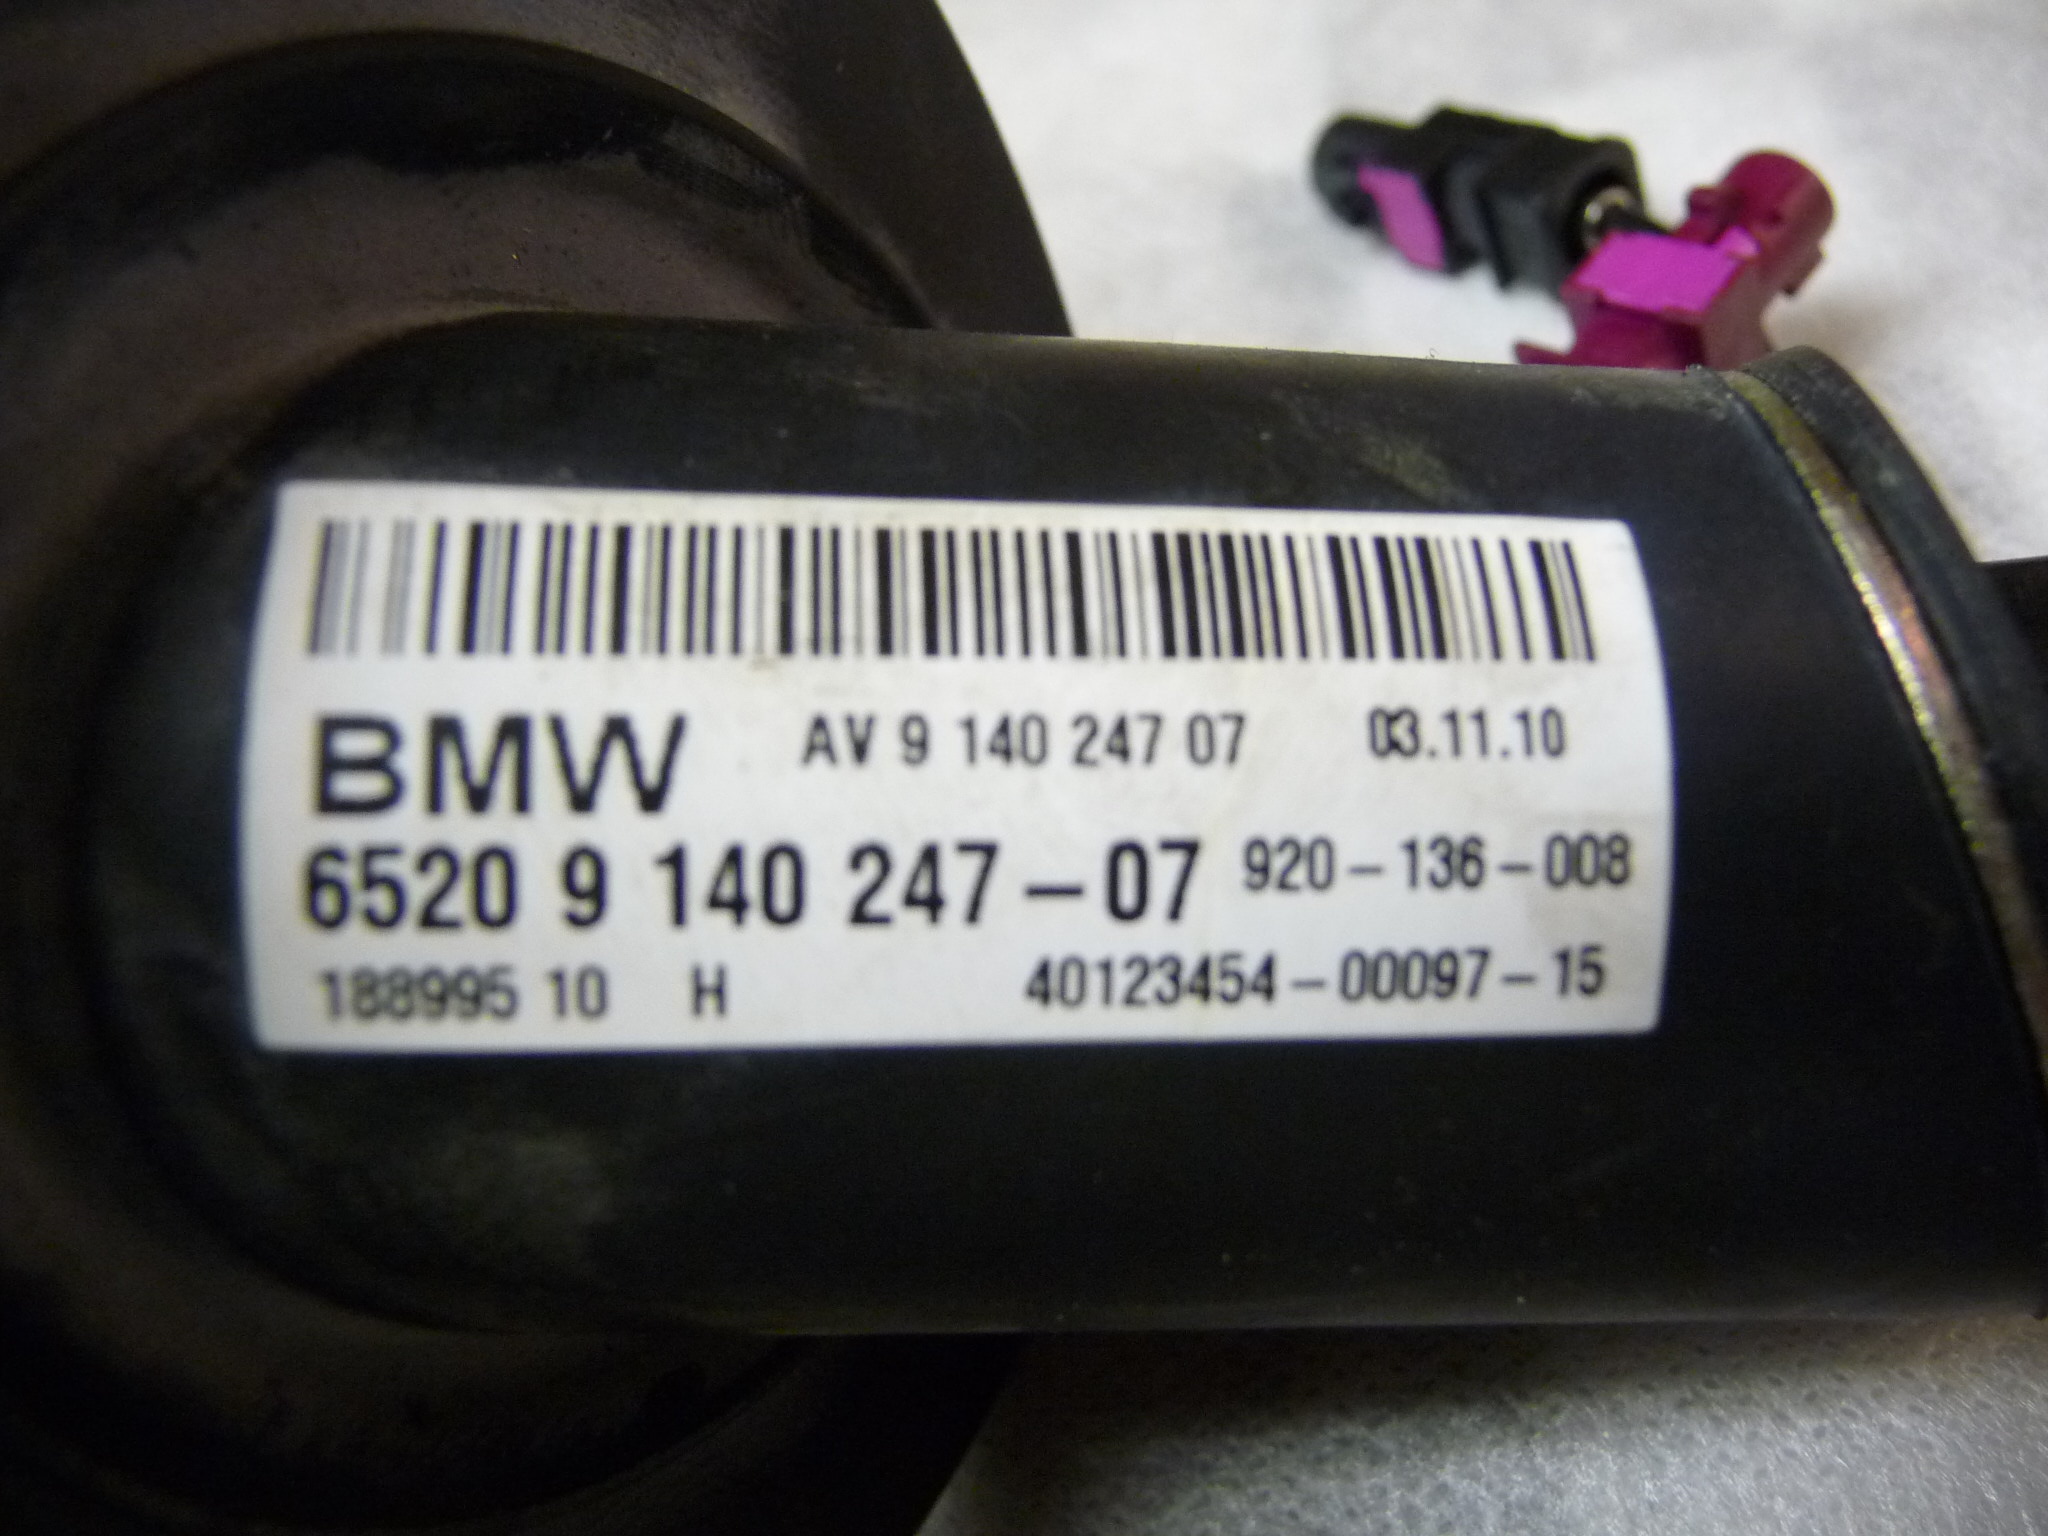 BMW AV 9 140 247 07 03.11.10
6520 9 140 247-07 920-136-008
188995 10 H 40123454-00097-15